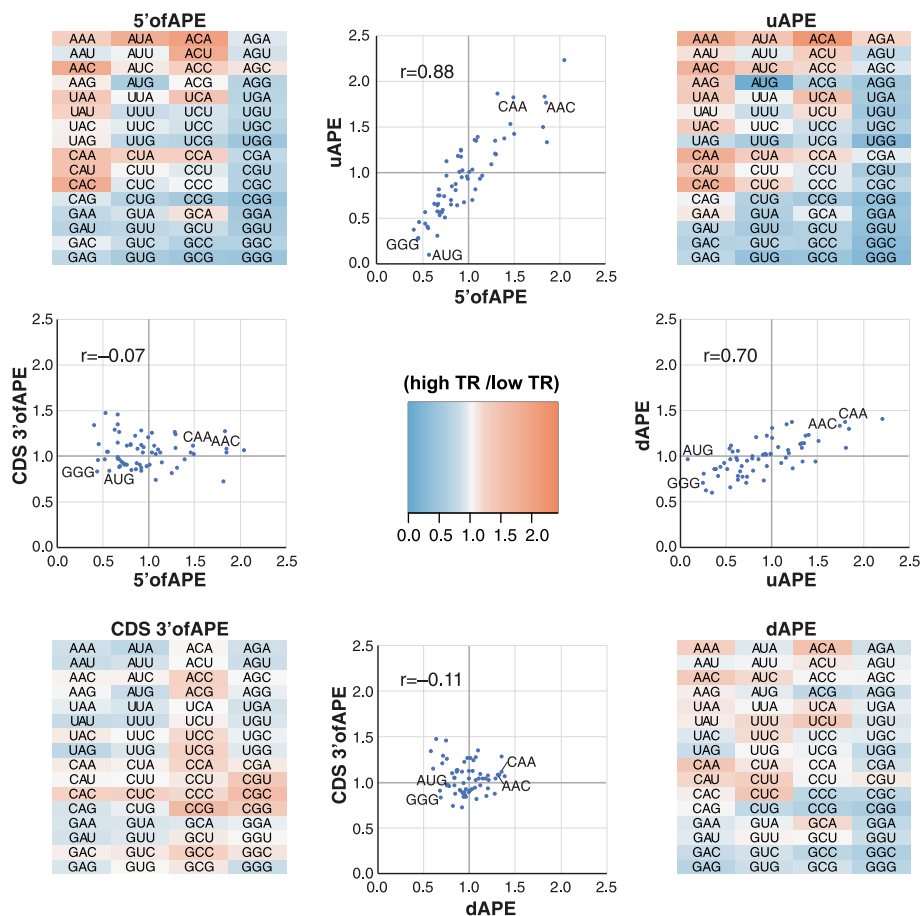 5'ofAPE
AAA AUA ACA AGA
AAU AUU ACU AGU
AAC AUC ACC AGC
AAG AUG ACG AGG
UAA UUA UCA UGA
UAU UUU UCU UGU
UAC UUC UCC UGC
UAG UUG UCG UGG
CAA CUA CCA CGA
CAU CUU CCU CGU
CAC CUC CCC CGC
CAG CUG CCG CGG
GAA GUA GCA GGA
GAU GUU GCU GGU
GAC GUC GCC GGC
GAG GUG GCG GGG
uAPE
2.5
2.0
1.5
1.0
0.5
0.0
r=0.88
CAA
AAC
GGG
AUG
0.0 0.5 1.0 1.5 2.0 2.5
5'ofAPE
uAPE
AAA AUA ACA AGA
AAU AUU ACU AGU
AAC AUC ACC AGC
AAG AUG ACG AGG
UAA UUA UCA UGA
UAU UUU UCU UGU
UAC UUC UCC UGC
UAG UUG UCG UGG
CAA CUA CCA CGA
CAU CUU CCU CGU
CAC CUC CCC CGC
CAG CUG CCG CGG
GAA GUA GCA GGA
GAU GUU GCU GGU
GAC GUC GCC GGC
GAG GUG GCG GGG
CDS 3'ofAPE
2.5
2.0
1.5
1.0
0.5
0.0
r=–0.07
CAA
AAC
GGG
AUG
0.0 0.5 1.0 1.5 2.0 2.5
5'ofAPE
(high TR /low TR)
0.0 0.5 1.0 1.5 2.0
dAPE
2.5
2.0
1.5
1.0
0.5
0.0
r=0.70
CAA
AAC
AUG
GGG
0.0 0.5 1.0 1.5 2.0 2.5
uAPE
CDS 3'ofAPE
AAA AUA ACA AGA
AAU AUU ACU AGU
AAC AUC ACC AGC
AAG AUG ACG AGG
UAA UUA UCA UGA
UAU UUU UCU UGU
UAC UUC UCC UGC
UAG UUG UCG UGG
CAA CUA CCA CGA
CAU CUU CCU CGU
CAC CUC CCC CGC
CAG CUG CCG CGG
GAA GUA GCA GGA
GAU GUU GCU GGU
GAC GUC GCC GGC
GAG GUG GCG GGG
CDS 3'ofAPE
2.5
2.0
1.5
1.0
0.5
0.0
r=–0.11
CAA
AUG
AAC
GGG
0.0 0.5 1.0 1.5 2.0 2.5
dAPE
dAPE
AAA AUA ACA AGA
AAU AUU ACU AGU
AAC AUC ACC AGC
AAG AUG ACG AGG
UAA UUA UCA UGA
UAU UUU UCU UGU
UAC UUC UCC UGC
UAG UUG UCG UGG
CAA CUA CCA CGA
CAU CUU CCU CGU
CAC CUC CCC CGC
CAG CUG CCG CGG
GAA GUA GCA GGA
GAU GUU GCU GGU
GAC GUC GCC GGC
GAG GUG GCG GGG